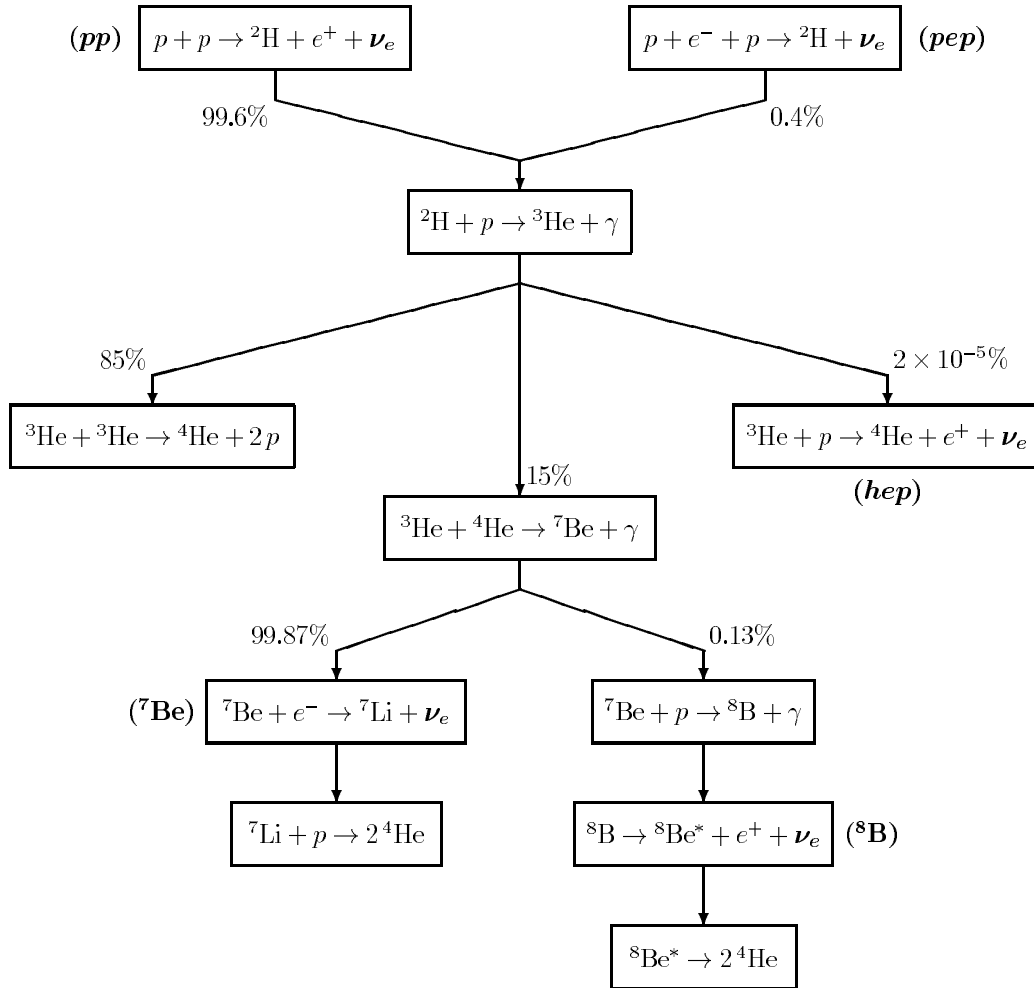 (pp) p + p → ²H + e⁺ + νₑ p + e⁻ + p → ²H + νₑ (pep)
99.6% 0.4%
²H + p → ³He + γ
85% 2 × 10⁻⁵%
³He + ³He → ⁴He + 2 p ³He + p → ⁴He + e⁺ + νₑ
15% (hep)
³He + ⁴He → ⁷Be + γ
99.87% 0.13%
(⁷Be) ⁷Be + e⁻ → ⁷Li + νₑ ⁷Be + p → ⁸B + γ
⁷Li + p → 2 ⁴He ⁸B → ⁸Be* + e⁺ + νₑ (⁸B)
⁸Be* → 2 ⁴He